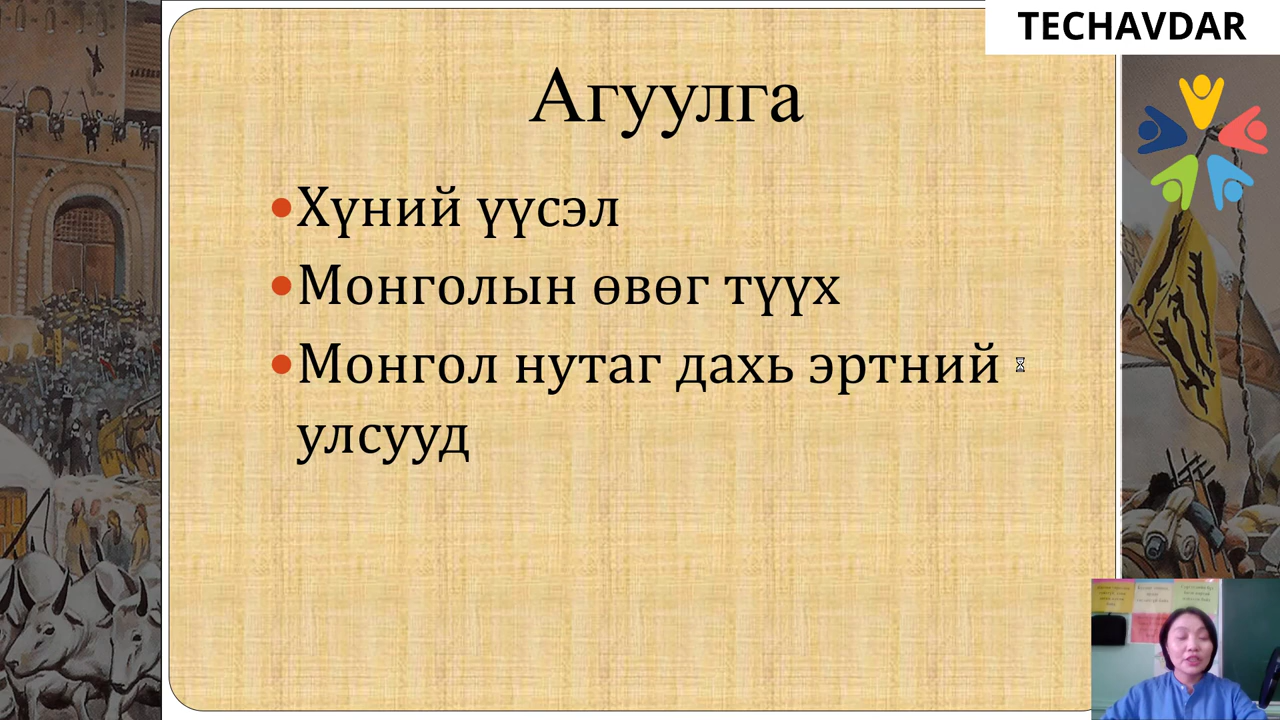 TECHAVDAR
Агуулга
•Хүний үүсэл
•Монголын өвөг түүх
•Монгол нутаг дахь эртний
улсууд